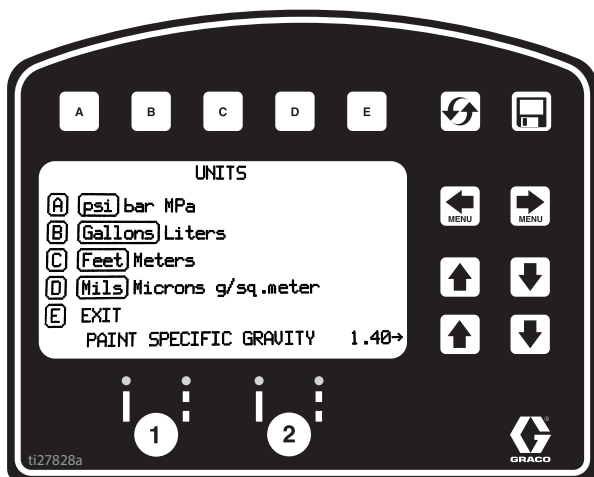 A B C D E
UNITS
A psi bar MPa
B Gallons Liters
C Feet Meters
D Mils Microns g/sq.meter
E EXIT
PAINT SPECIFIC GRAVITY 1.40→
MENU MENU
1 2
ti27828a
GRACO